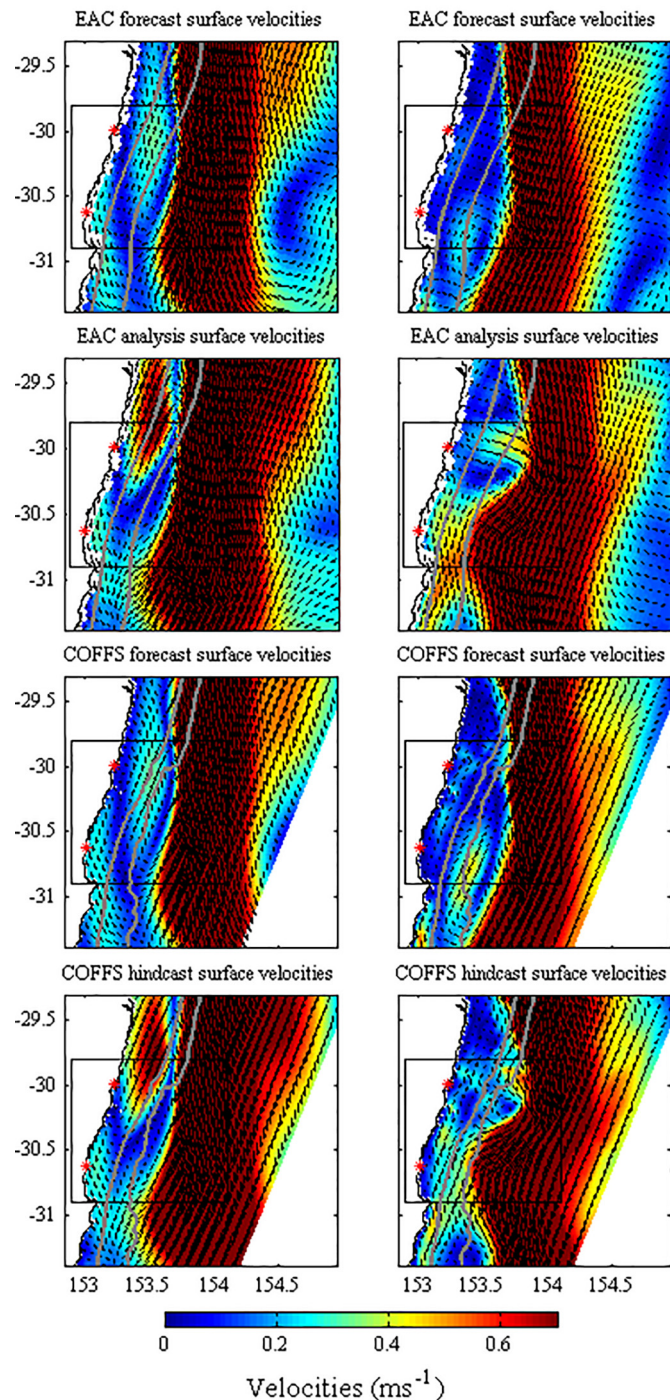 EAC forecast surface velocities EAC forecast surface velocities
-29.5
-30
-30.5
-31
EAC analysis surface velocities EAC analysis surface velocities
-29.5
-30
-30.5
-31
COFFS forecast surface velocities COFFS forecast surface velocities
-29.5
-30
-30.5
-31
COFFS hindcast surface velocities COFFS hindcast surface velocities
-29.5
-30
-30.5
-31
153 153.5 154 154.5 153 153.5 154 154.5
0 0.2 0.4 0.6
Velocities (ms⁻¹)